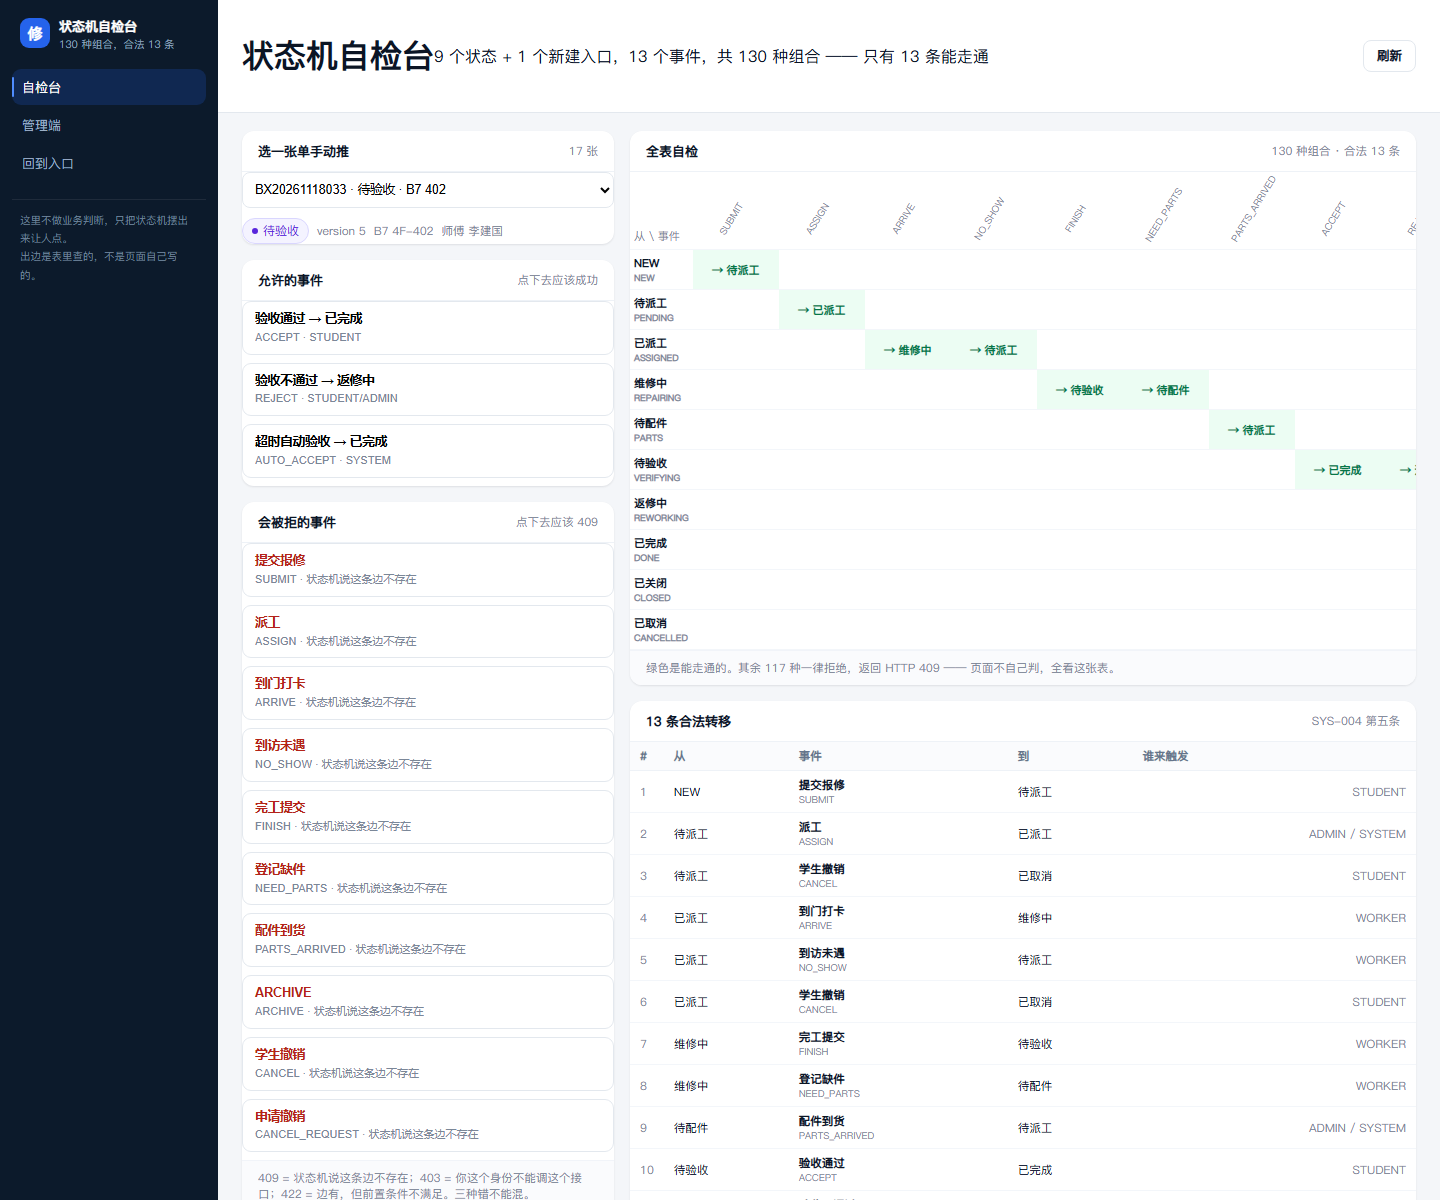 修
状态机自检台
130 种组合，合法 13 条
自检台
管理端
回到入口
这里不做业务判断，只把状态机摆出
来让人点。
出边是表里查的，不是页面自己写
的。
状态机自检台 9 个状态 + 1 个新建入口，13 个事件，共 130 种组合 —— 只有 13 条能走通
刷新
选一张单手动推 17 张
BX20261118033 · 待验收 · B7 402
待验收 version 5 B7 4F-402 师傅 李建国
允许的事件 点下去应该成功
验收通过 → 已完成
ACCEPT · STUDENT
验收不通过 → 返修中
REJECT · STUDENT/ADMIN
超时自动验收 → 已完成
AUTO_ACCEPT · SYSTEM
会被拒的事件 点下去应该 409
提交报修
SUBMIT · 状态机说这条边不存在
派工
ASSIGN · 状态机说这条边不存在
到门打卡
ARRIVE · 状态机说这条边不存在
到访未遇
NO_SHOW · 状态机说这条边不存在
完工提交
FINISH · 状态机说这条边不存在
登记缺件
NEED_PARTS · 状态机说这条边不存在
配件到货
PARTS_ARRIVED · 状态机说这条边不存在
ARCHIVE
ARCHIVE · 状态机说这条边不存在
学生撤销
CANCEL · 状态机说这条边不存在
申请撤销
CANCEL_REQUEST · 状态机说这条边不存在
409 = 状态机说这条边不存在；403 = 你这个身份不能调这个接
口；422 = 边有，但前置条件不满足。三种错不能混。
全表自检 130 种组合 · 合法 13 条
从 \ 事件 SUBMIT ASSIGN ARRIVE NO_SHOW FINISH NEED_PARTS PARTS_ARRIVED ACCEPT
NEW → 待派工
NEW
待派工 → 已派工
PENDING
已派工 → 维修中 → 待派工
ASSIGNED
维修中 → 待验收 → 待配件
REPAIRING
待配件 → 待派工
PARTS
待验收 → 已完成 →
VERIFYING
返修中
REWORKING
已完成
DONE
已关闭
CLOSED
已取消
CANCELLED
绿色是能走通的。其余 117 种一律拒绝，返回 HTTP 409 —— 页面不自己判，全看这张表。
13 条合法转移 SYS-004 第五条
# 从 事件 到 谁来触发
1 NEW 提交报修 待派工 STUDENT
SUBMIT
2 待派工 派工 已派工 ADMIN / SYSTEM
ASSIGN
3 待派工 学生撤销 已取消 STUDENT
CANCEL
4 已派工 到门打卡 维修中 WORKER
ARRIVE
5 已派工 到访未遇 待派工 WORKER
NO_SHOW
6 已派工 学生撤销 已取消 STUDENT
CANCEL
7 维修中 完工提交 待验收 WORKER
FINISH
8 维修中 登记缺件 待配件 WORKER
NEED_PARTS
9 待配件 配件到货 待派工 ADMIN / SYSTEM
PARTS_ARRIVED
10 待验收 验收通过 已完成 STUDENT
ACCEPT